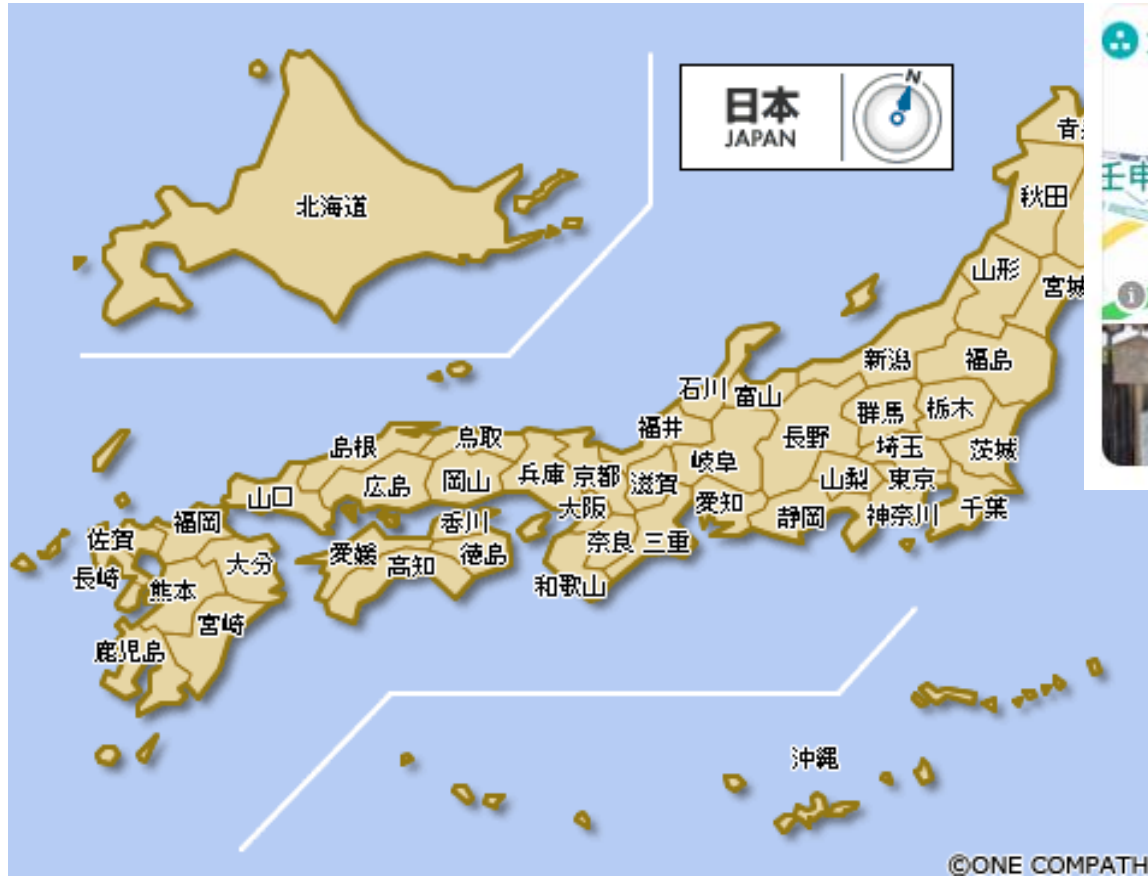 日本
JAPAN
N
北海道
秋田
山形
宮城
新潟
福島
石川
富山
群馬
栃木
福井
長野
埼玉
茨城
島根
鳥取
岐阜
山口
広島
岡山
兵庫
京都
滋賀
愛知
山梨
東京
静岡
神奈川
千葉
福岡
香川
大阪
佐賀
大分
愛媛
高知
徳島
奈良
三重
長崎
熊本
和歌山
宮崎
鹿児島
沖縄
壬申
©ONE COMPATH